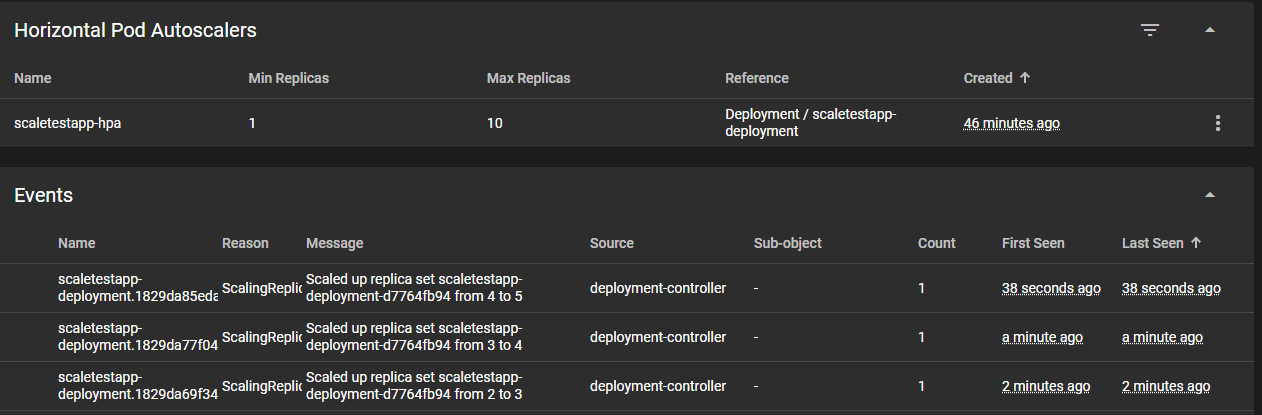 Horizontal Pod Autoscalers
Name Min Replicas Max Replicas Reference Created
scaletestapp-hpa 1 10 Deployment / scaletestapp-
deployment 46 minutes ago
Events
Name Reason Message Source Sub-object Count First Seen Last Seen
scaletestapp-
deployment.1829da85eda ScalingReplic Scaled up replica set scaletestapp-
deployment-d7764fb94 from 4 to 5 deployment-controller - 1 38 seconds ago 38 seconds ago
scaletestapp-
deployment.1829da77f04 ScalingReplic Scaled up replica set scaletestapp-
deployment-d7764fb94 from 3 to 4 deployment-controller - 1 a minute ago a minute ago
scaletestapp-
deployment.1829da69f34 ScalingReplic Scaled up replica set scaletestapp-
deployment-d7764fb94 from 2 to 3 deployment-controller - 1 2 minutes ago 2 minutes ago